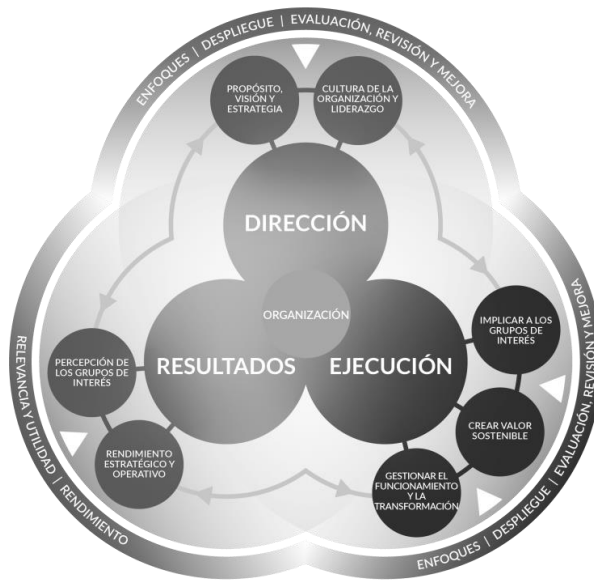 ENFOQUES | DESPLIEGUE | EVALUACIÓN, REVISIÓN Y MEJORA
PROPÓSITO,
VISIÓN Y
ESTRATEGIA
CULTURA DE LA
ORGANIZACIÓN Y
LIDERAZGO
DIRECCIÓN
ORGANIZACIÓN
RESULTADOS
EJECUCIÓN
PERCEPCIÓN DE
LOS GRUPOS DE
INTERÉS
RENDIMIENTO
ESTRATÉGICO Y
OPERATIVO
IMPLICAR A LOS
GRUPOS DE
INTERÉS
CREAR VALOR
SOSTENIBLE
GESTIONAR EL
FUNCIONAMIENTO
Y LA
TRANSFORMACIÓN
RELEVANCIA Y UTILIDAD | RENDIMIENTO
ENFOQUES | DESPLIEGUE | EVALUACIÓN, REVISIÓN Y MEJORA